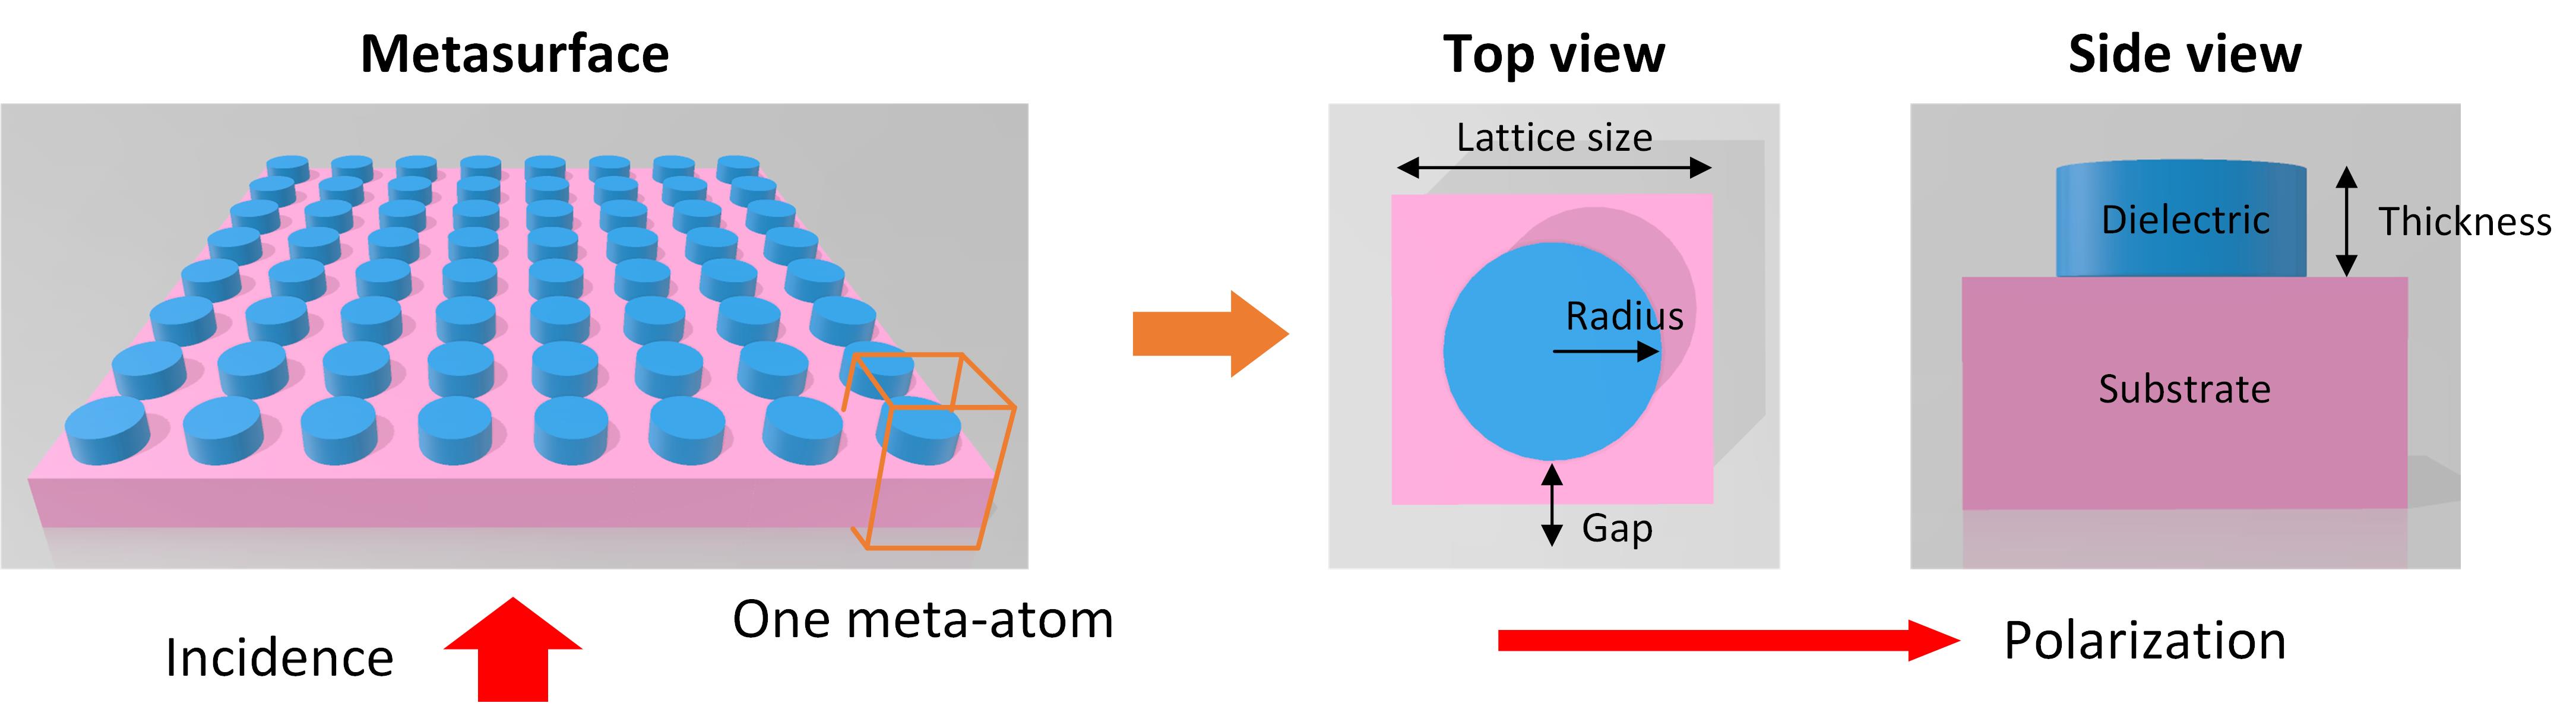 Metasurface
Top view
Side view
Lattice size
Radius
Gap
Dielectric
Thickness
Substrate
Incidence
One meta-atom
Polarization